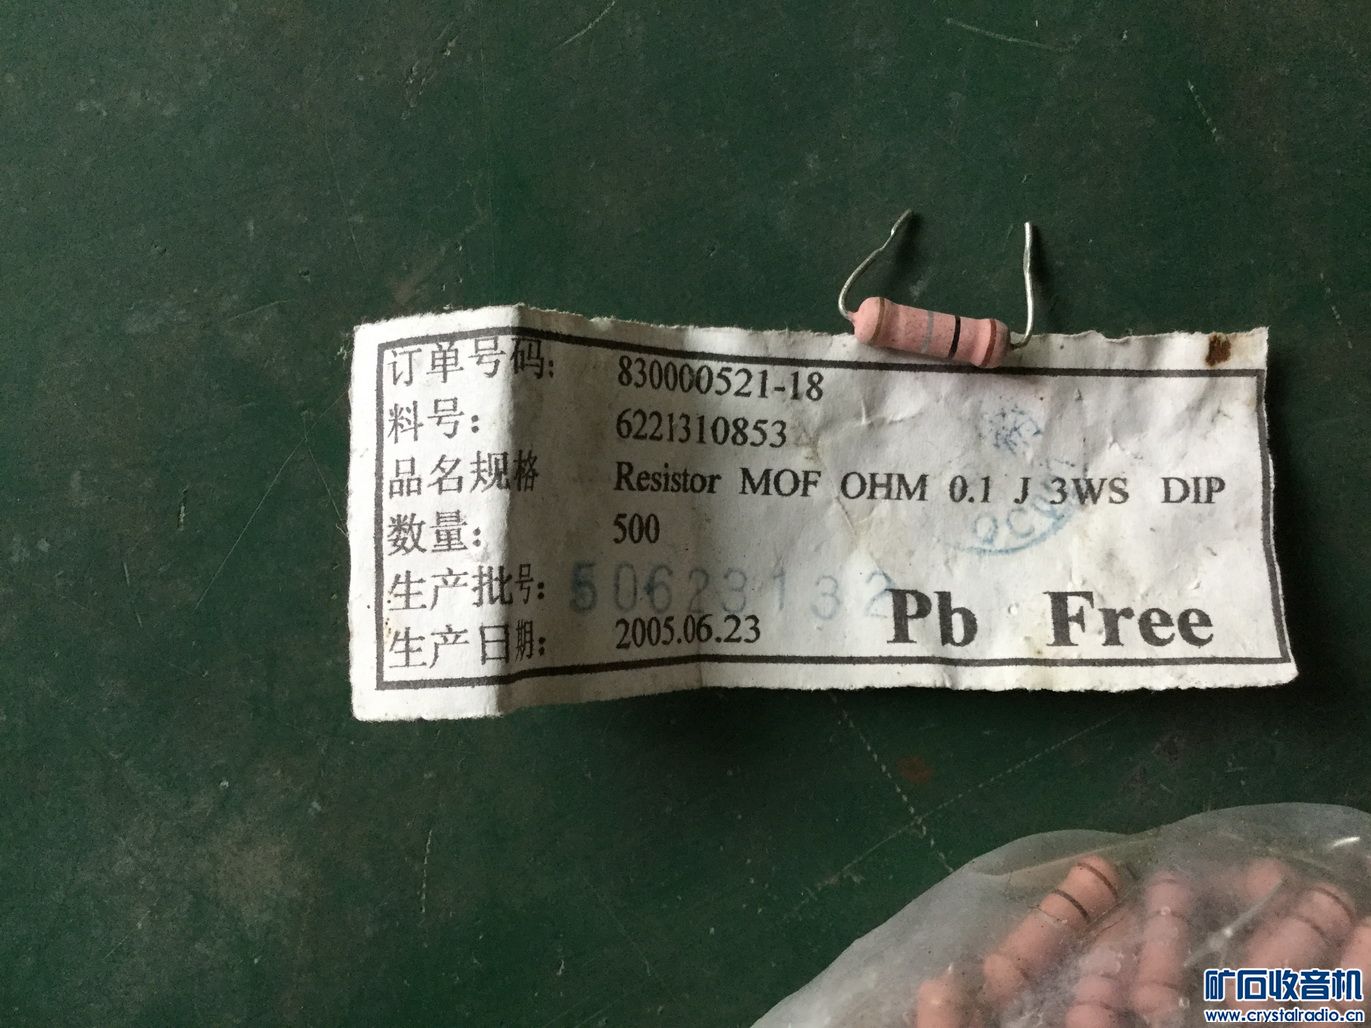 订单号码: 830000521-18
料号: 6221310853
品名规格 Resistor MOF OHM 0.1 J 3WS DIP
数量: 500
生产批号: 50623132
生产日期: 2005.06.23
Pb Free
矿石收音机
www.crystalradio.cn